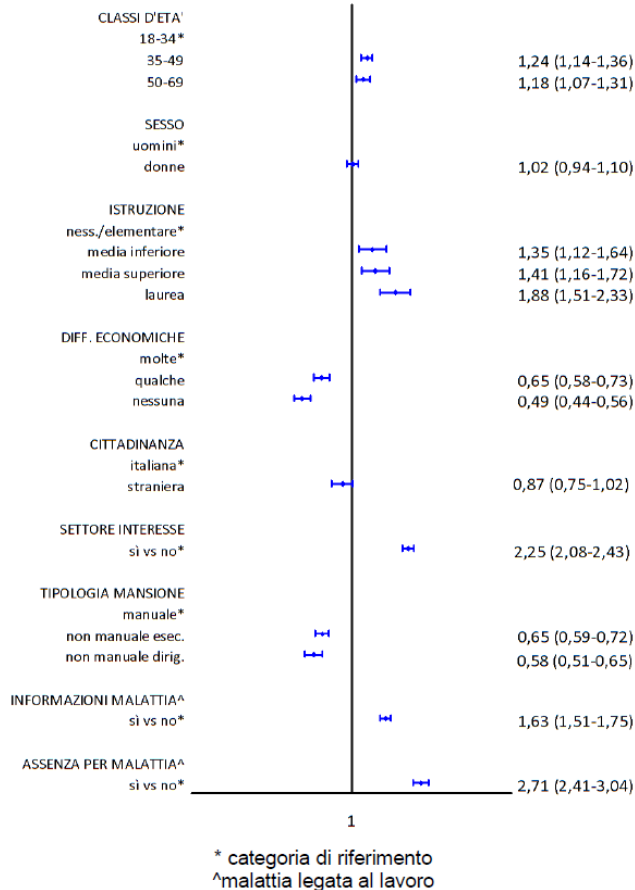 CLASSI D'ETA'
18-34*
35-49 1,24 (1,14-1,36)
50-69 1,18 (1,07-1,31)
SESSO
uomini*
donne 1,02 (0,94-1,10)
ISTRUZIONE
ness./elementare*
media inferiore 1,35 (1,12-1,64)
media superiore 1,41 (1,16-1,72)
laurea 1,88 (1,51-2,33)
DIFF. ECONOMICHE
molte*
qualche 0,65 (0,58-0,73)
nessuna 0,49 (0,44-0,56)
CITTADINANZA
italiana*
straniera 0,87 (0,75-1,02)
SETTORE INTERESSE
sì vs no* 2,25 (2,08-2,43)
TIPOLOGIA MANSIONE
manuale*
non manuale esec. 0,65 (0,59-0,72)
non manuale dirig. 0,58 (0,51-0,65)
INFORMAZIONI MALATTIA^
sì vs no* 1,63 (1,51-1,75)
ASSENZA PER MALATTIA^
sì vs no* 2,71 (2,41-3,04)
1
* categoria di riferimento
^malattia legata al lavoro